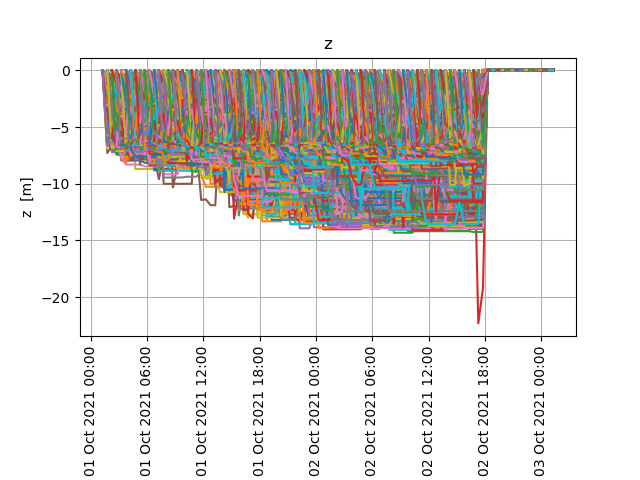 z
0
−5
−10
−15
−20
z [m]
01 Oct 2021 00:00
01 Oct 2021 06:00
01 Oct 2021 12:00
01 Oct 2021 18:00
02 Oct 2021 00:00
02 Oct 2021 06:00
02 Oct 2021 12:00
02 Oct 2021 18:00
03 Oct 2021 00:00